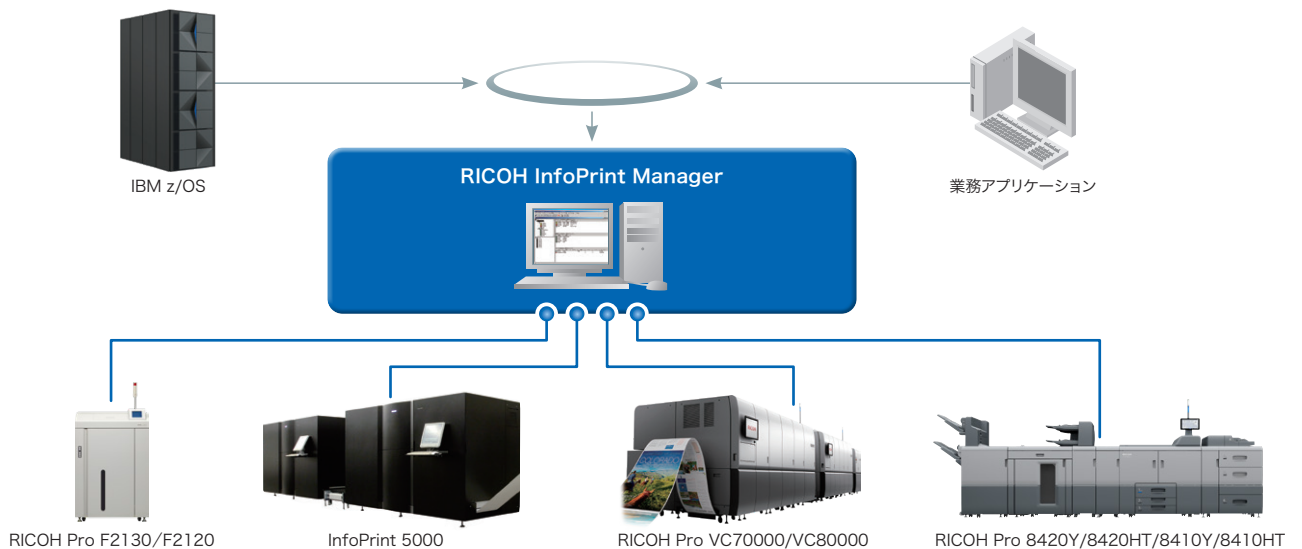 IBM z/OS
業務アプリケーション
RICOH InfoPrint Manager
RICOH Pro F2130/F2120
InfoPrint 5000
RICOH Pro VC70000/VC80000
RICOH Pro 8420Y/8420HT/8410Y/8410HT